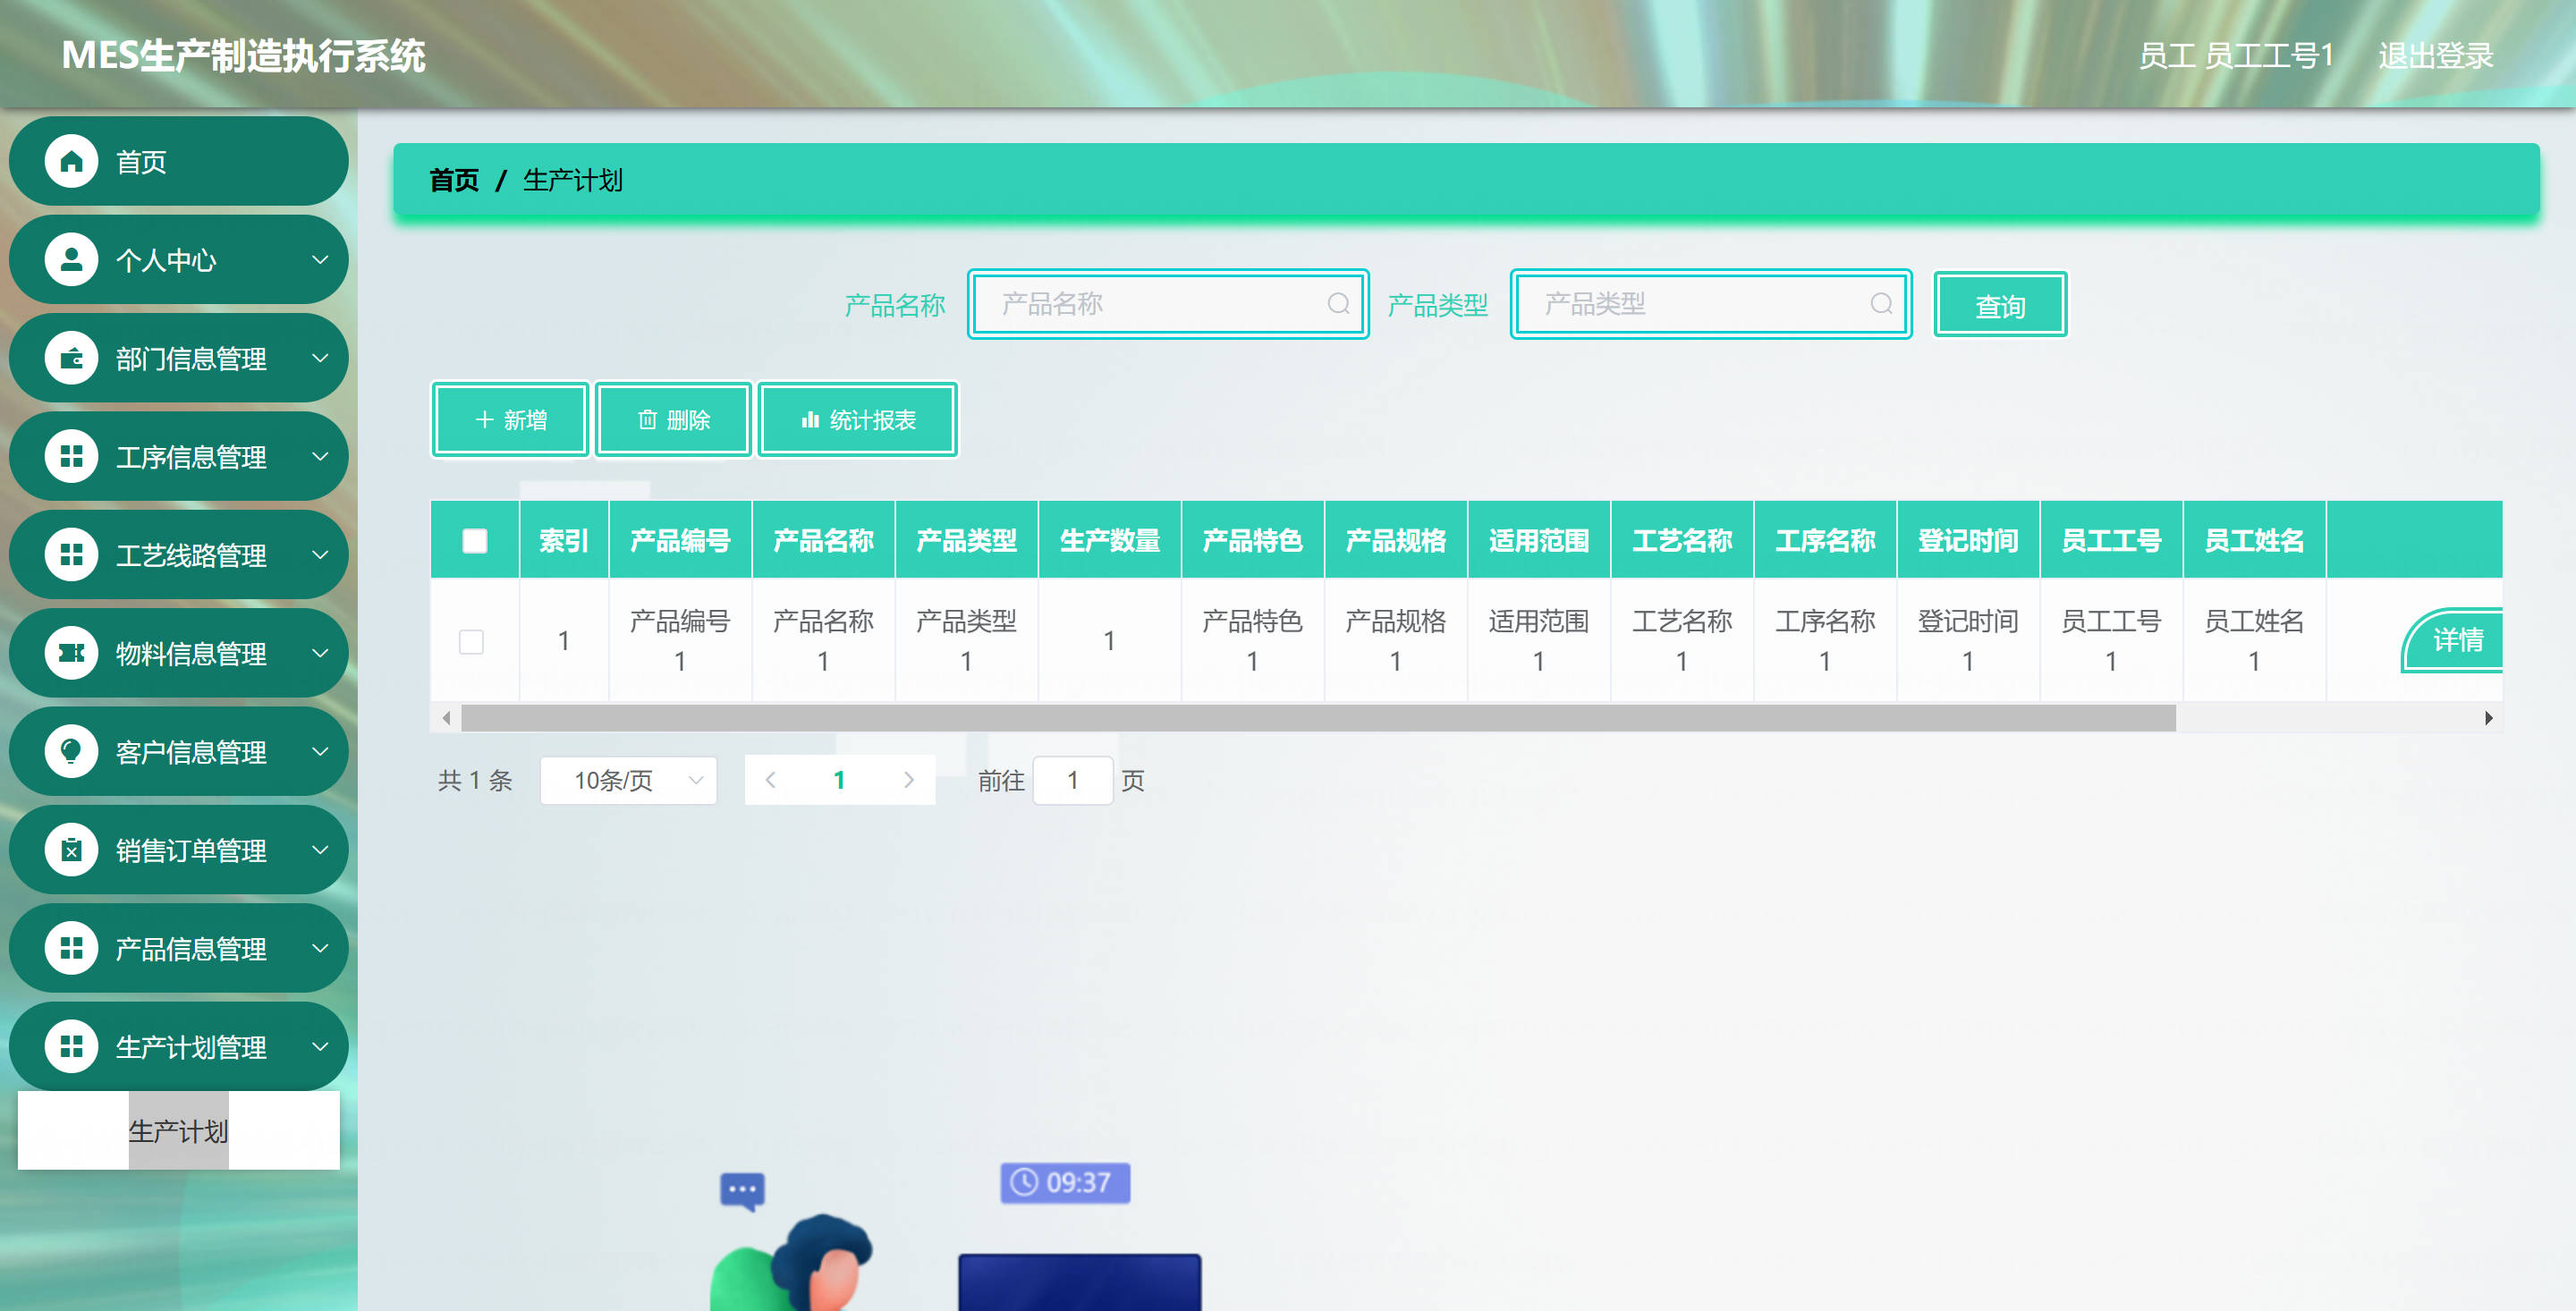 MES生产制造执行系统
员工 员工工号1 退出登录
首页
个人中心
部门信息管理
工序信息管理
工艺线路管理
物料信息管理
客户信息管理
销售订单管理
产品信息管理
生产计划管理
生产计划
首页 / 生产计划
产品名称 产品名称 产品类型 产品类型 查询
新增 删除 统计报表
索引 产品编号 产品名称 产品类型 生产数量 产品特色 产品规格 适用范围 工艺名称 工序名称 登记时间 员工工号 员工姓名
1 产品编号1 产品名称1 产品类型1 1 产品特色1 产品规格1 适用范围1 工艺名称1 工序名称1 登记时间1 员工工号1 员工姓名1 详情
共 1 条 10条/页 1 前往 1 页
09:37